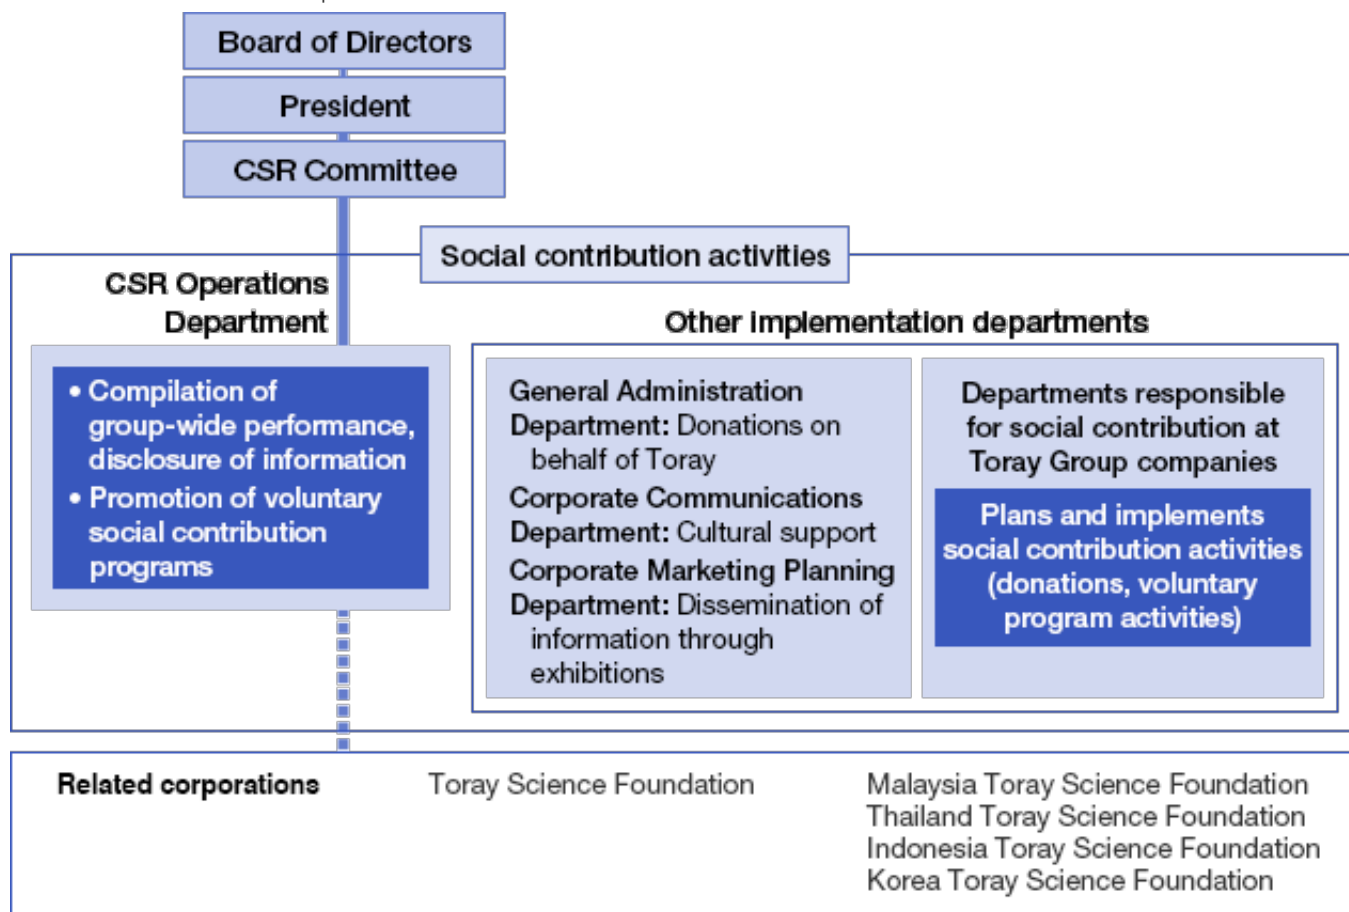 Board of Directors
President
CSR Committee
Social contribution activities
CSR Operations
Department
• Compilation of
group-wide performance,
disclosure of information
• Promotion of voluntary
social contribution
programs
Other implementation departments
General Administration
Department: Donations on
behalf of Toray
Corporate Communications
Department: Cultural support
Corporate Marketing Planning
Department: Dissemination of
information through
exhibitions
Departments responsible
for social contribution at
Toray Group companies
Plans and implements
social contribution activities
(donations, voluntary
program activities)
Related corporations
Toray Science Foundation
Malaysia Toray Science Foundation
Thailand Toray Science Foundation
Indonesia Toray Science Foundation
Korea Toray Science Foundation